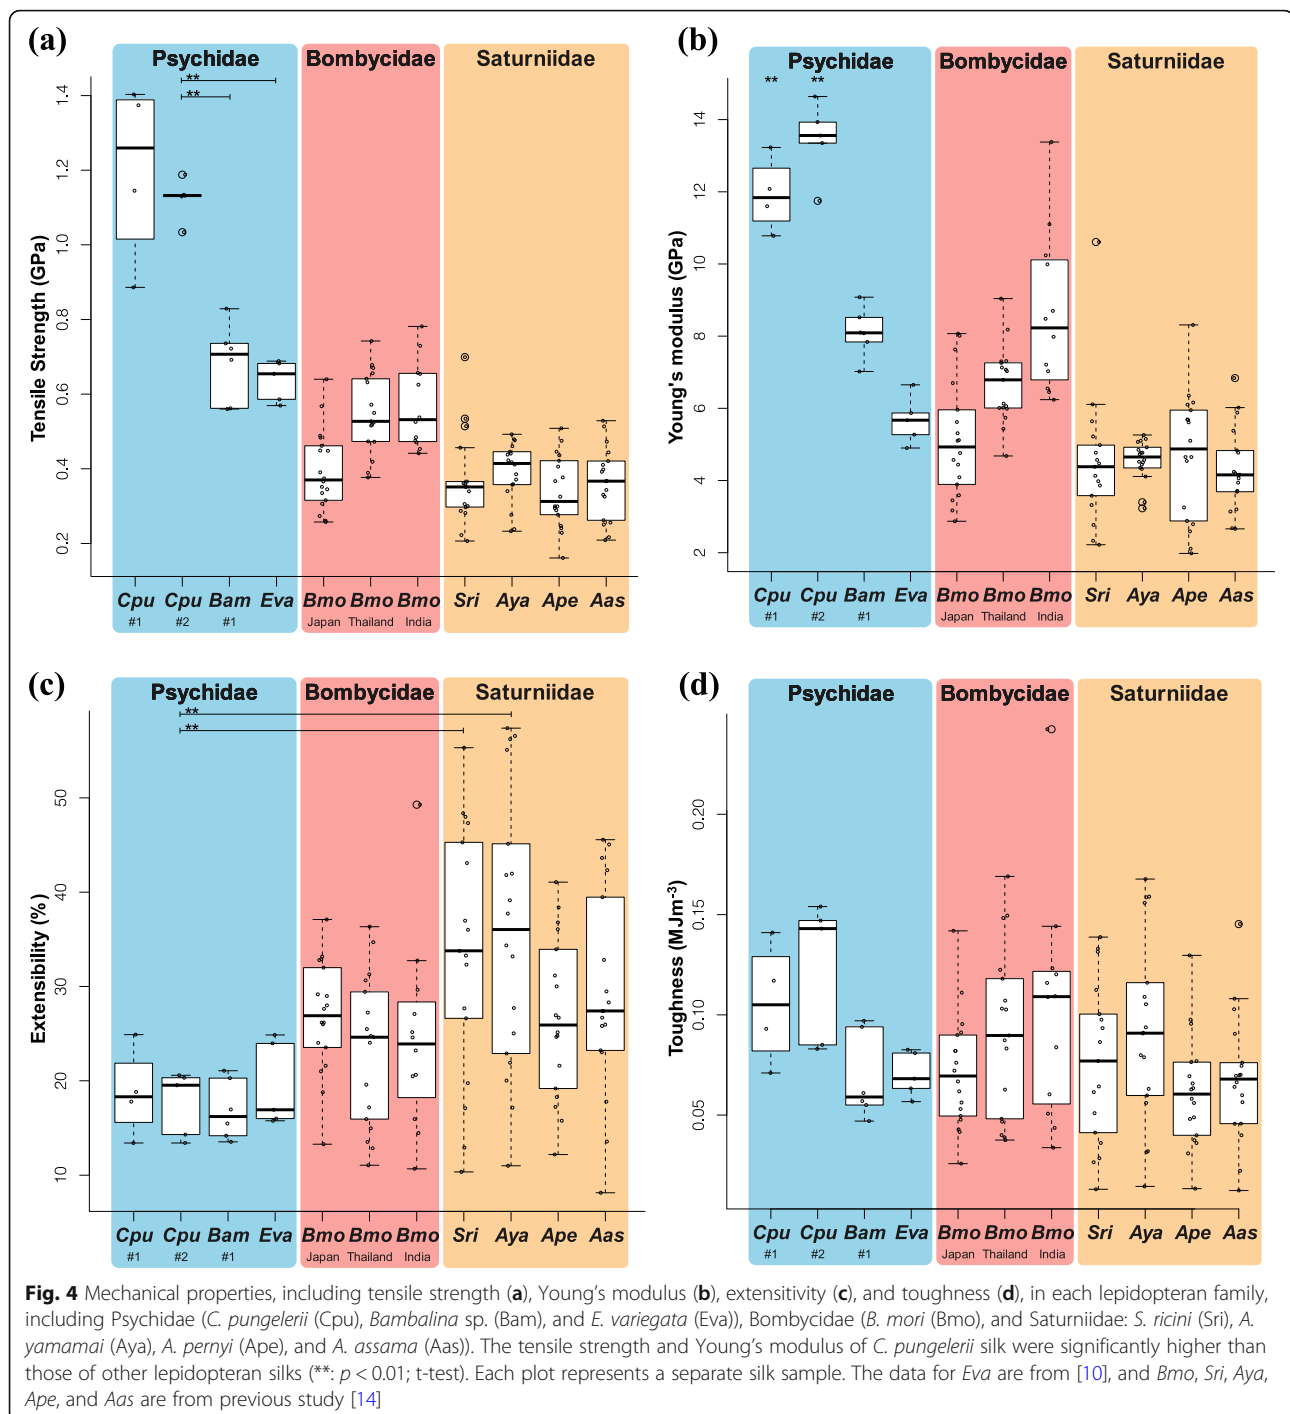 (a)
Psychidae Bombycidae Saturniidae
**
**
Tensile Strength (GPa)
1.4
1.2
1.0
0.8
0.6
0.4
0.2
Cpu Cpu Bam Eva Bmo Bmo Bmo Sri Aya Ape Aas
#1 #2 #1 Japan Thailand India
(b)
Psychidae Bombycidae Saturniidae
** **
Young's modulus (GPa)
14
12
10
8
6
4
2
Cpu Cpu Bam Eva Bmo Bmo Bmo Sri Aya Ape Aas
#1 #2 #1 Japan Thailand India
(c)
Psychidae Bombycidae Saturniidae
**
**
Extensibility (%)
50
40
30
20
10
Cpu Cpu Bam Eva Bmo Bmo Bmo Sri Aya Ape Aas
#1 #2 #1 Japan Thailand India
(d)
Psychidae Bombycidae Saturniidae
Toughness (MJm-3)
0.20
0.15
0.10
0.05
Cpu Cpu Bam Eva Bmo Bmo Bmo Sri Aya Ape Aas
#1 #2 #1 Japan Thailand India
Fig. 4 Mechanical properties, including tensile strength (a), Young's modulus (b), extensitivity (c), and toughness (d), in each lepidopteran family,
including Psychidae (C. pungelerii (Cpu), Bambalina sp. (Bam), and E. variegata (Eva)), Bombycidae (B. mori (Bmo), and Saturniidae: S. ricini (Sri), A.
yamamai (Aya), A. pernyi (Ape), and A. assama (Aas)). The tensile strength and Young's modulus of C. pungelerii silk were significantly higher than
those of other lepidopteran silks (**: p < 0.01; t-test). Each plot represents a separate silk sample. The data for Eva are from [10], and Bmo, Sri, Aya,
Ape, and Aas are from previous study [14]